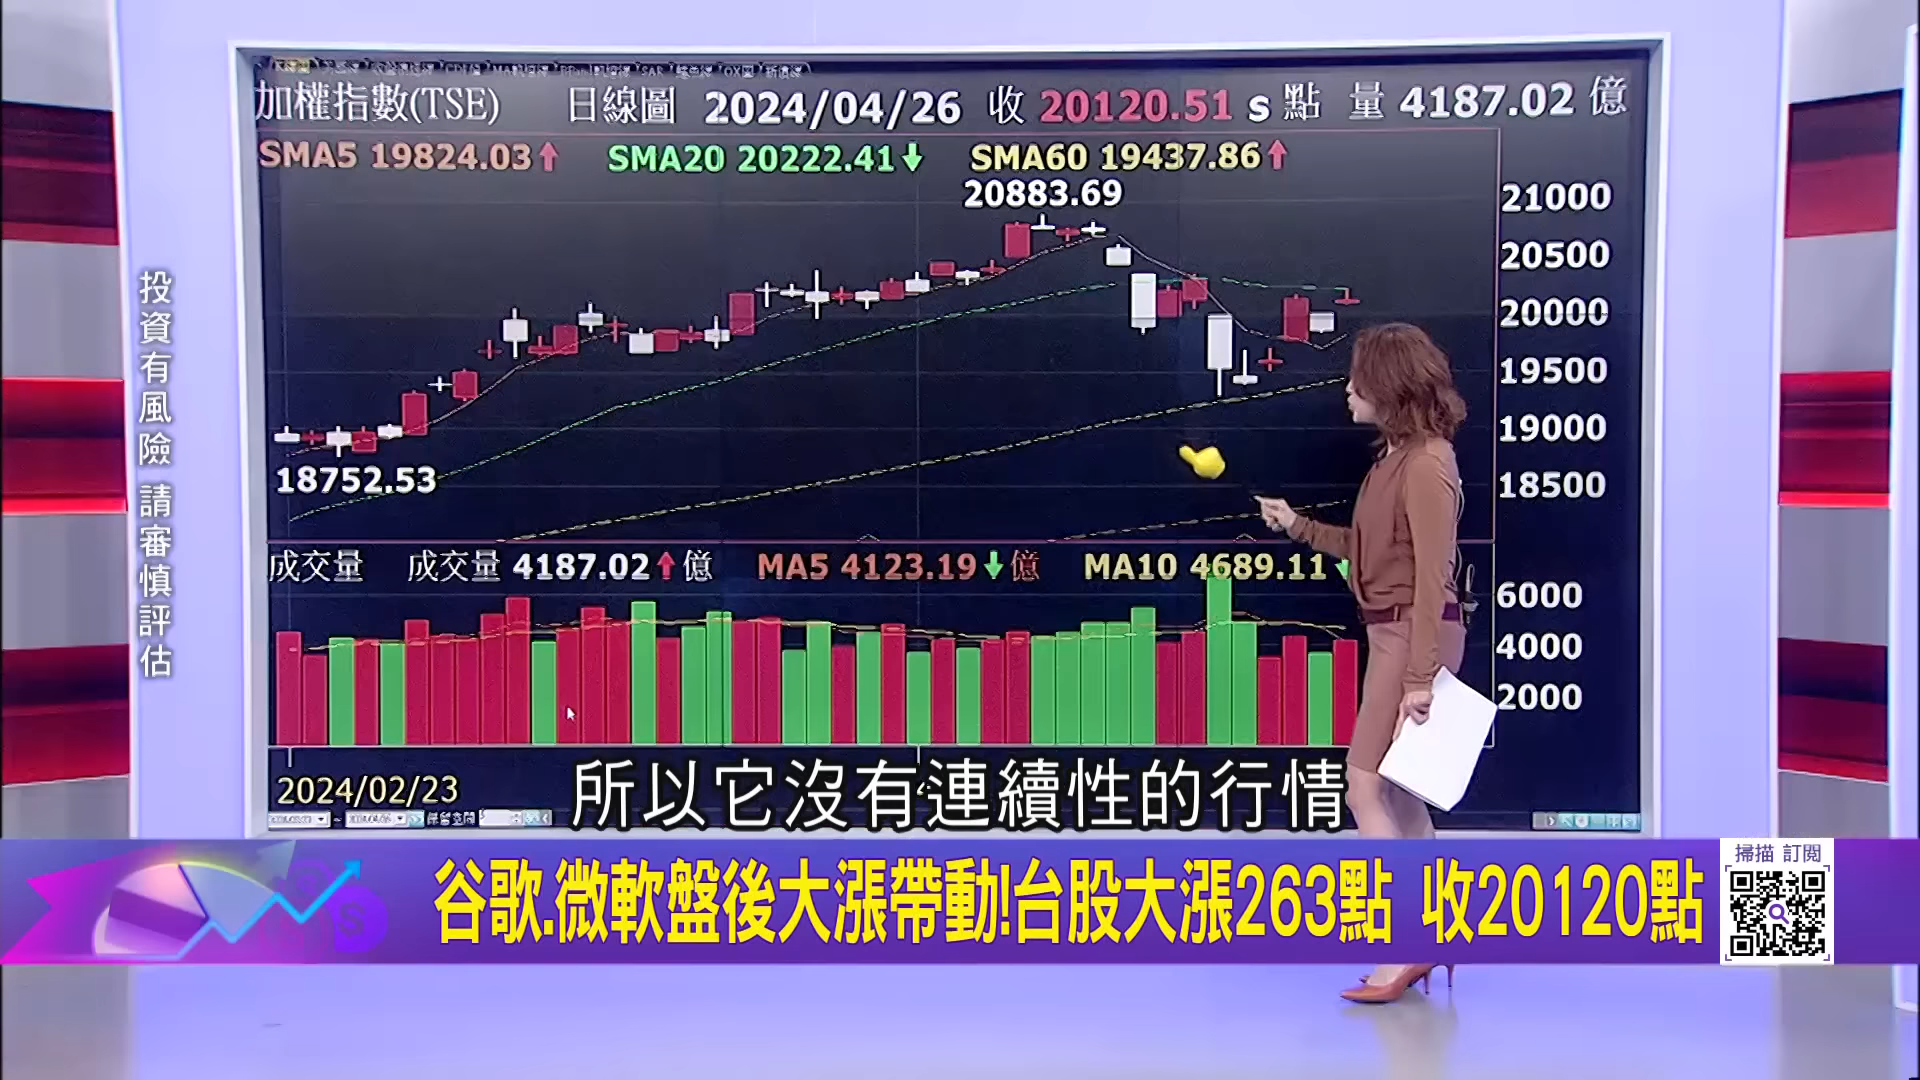 加權指數(TSE) 日線圖 2024/04/26 收 20120.51 s 點 量 4187.02 億
SMA5 19824.03↑ SMA20 20222.41↓ SMA60 19437.86↑
20883.69
21000
20500
20000
19500
19000
18500
18752.53
成交量 成交量 4187.02↑億 MA5 4123.19↓億 MA10 4689.11↓
6000
4000
2000
2024/02/23
保留空間
投資有風險 請審慎評估
所以它沒有連續性的行情
谷歌.微軟盤後大漲帶動!台股大漲263點 收20120點
掃描 訂閱